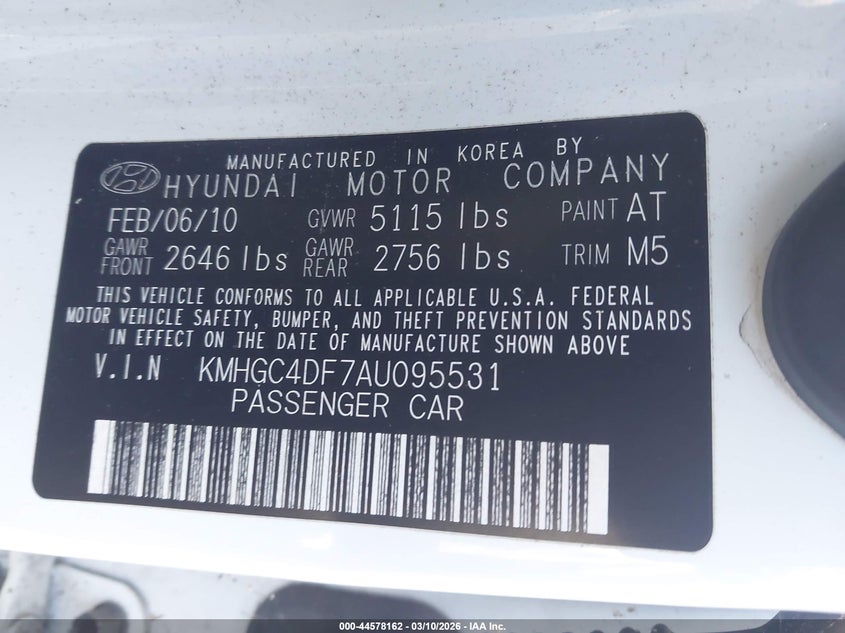 MANUFACTURED IN KOREA BY
HYUNDAI MOTOR COMPANY
FEB/06/10 GVWR 5115 lbs PAINT AT
GAWR FRONT 2646 lbs GAWR REAR 2756 lbs TRIM M5
THIS VEHICLE CONFORMS TO ALL APPLICABLE U.S.A. FEDERAL
MOTOR VEHICLE SAFETY, BUMPER, AND THEFT PREVENTION STANDARDS
IN EFFECT ON THE DATE OF MANUFACTURE SHOWN ABOVE
V.I.N KMHGC4DF7AU095531
PASSENGER CAR
000-44578162 - 03/10/2026 - IAA Inc.